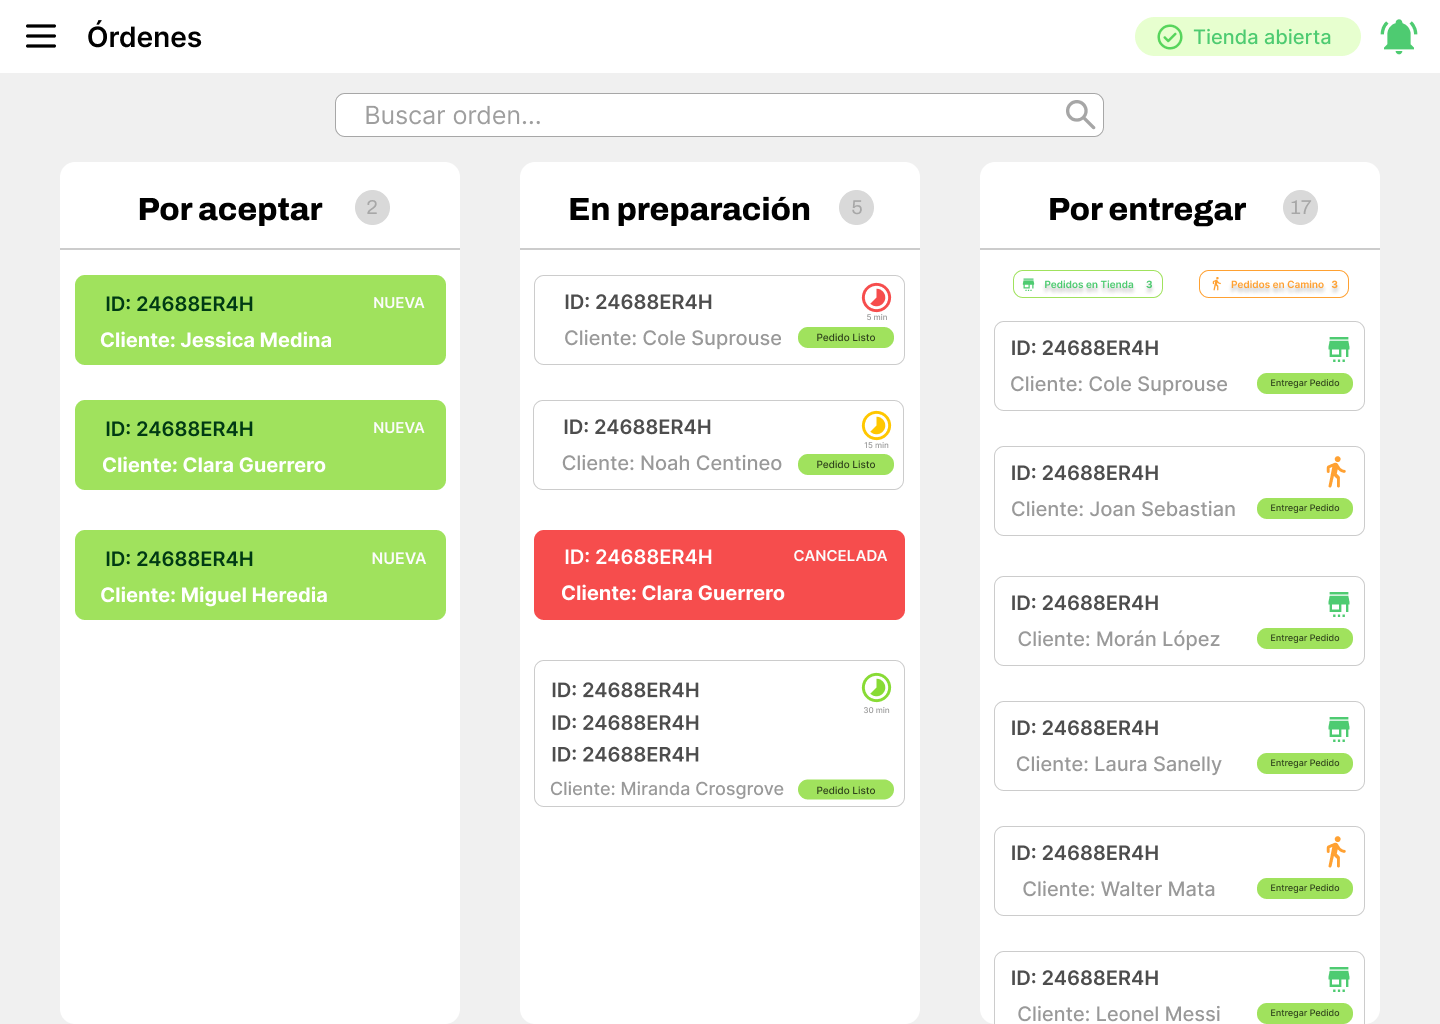 Órdenes
Tienda abierta
Buscar orden...
Por aceptar 2
ID: 24688ER4H NUEVA
Cliente: Jessica Medina
ID: 24688ER4H NUEVA
Cliente: Clara Guerrero
ID: 24688ER4H NUEVA
Cliente: Miguel Heredia
En preparación 5
ID: 24688ER4H
5 min
Cliente: Cole Suprouse Pedido Listo
ID: 24688ER4H
15 min
Cliente: Noah Centineo Pedido Listo
ID: 24688ER4H CANCELADA
Cliente: Clara Guerrero
ID: 24688ER4H
30 min
ID: 24688ER4H
ID: 24688ER4H
Cliente: Miranda Crosgrove Pedido Listo
Por entregar 17
Pedidos en Tienda 3
Pedidos en Camino 3
ID: 24688ER4H
Cliente: Cole Suprouse Entregar Pedido
ID: 24688ER4H
Cliente: Joan Sebastian Entregar Pedido
ID: 24688ER4H
Cliente: Morán López Entregar Pedido
ID: 24688ER4H
Cliente: Laura Sanelly Entregar Pedido
ID: 24688ER4H
Cliente: Walter Mata Entregar Pedido
ID: 24688ER4H
Cliente: Leonel Messi Entregar Pedido